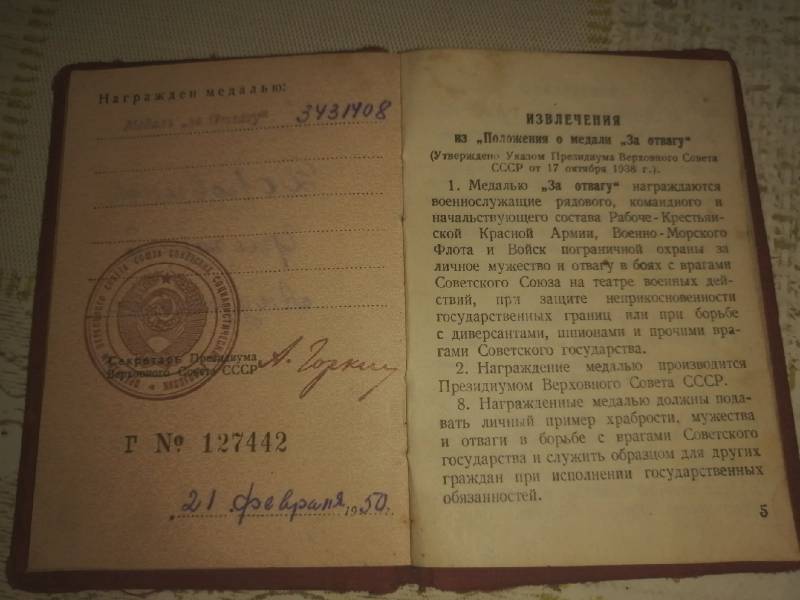 Награжден медалью:
Медаль „за Отвагу" 3431408
Секретарь Президиума
Верховного Совета СССР А. Горкин
Г № 127442
21 февраля 1950.
ИЗВЛЕЧЕНИЯ
из „Положения о медали „За отвагу"
(Утверждено Указом Президиума Верховного Совета
СССР от 17 октября 1938 г.).
1. Медалью „За отвагу" награждаются
военнослужащие рядового, командного и
начальствующего состава Рабоче-Крестьян-
ской Красной Армии, Военно-Морского
Флота и Войск пограничной охраны за
личное мужество и отвагу в боях с врагами
Советского Союза на театре военных дей-
ствий, при защите неприкосновенности
государственных границ или при борьбе
с диверсантами, шпионами и прочими вра-
гами Советского государства.
2. Награждение медалью производится
Президиумом Верховного Совета СССР.
8. Награжденные медалью должны пода-
вать личный пример храбрости, мужества
и отваги в борьбе с врагами Советского
государства и служить образцом для других
граждан при исполнении государственных
обязанностей.
5